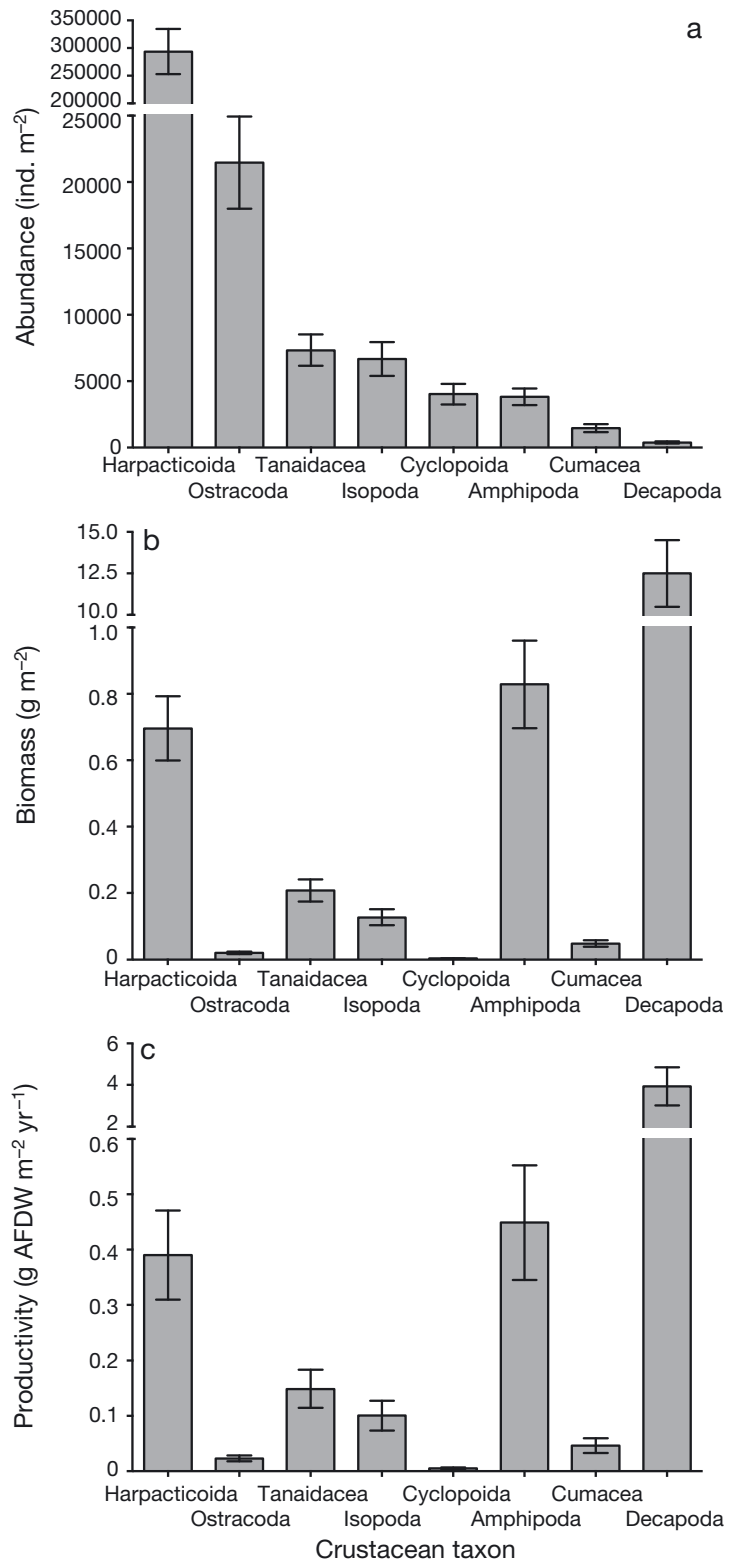 a
350000
300000
250000
200000
25000
20000
15000
10000
5000
0
Abundance (ind. m⁻²)
Harpacticoida Tanaidacea Cyclopoida Cumacea
Ostracoda Isopoda Amphipoda Decapoda
b
15.0
12.5
10.0
1.0
0.8
0.6
0.4
0.2
0
Biomass (g m⁻²)
Harpacticoida Tanaidacea Cyclopoida Cumacea
Ostracoda Isopoda Amphipoda Decapoda
c
6
4
2
0.6
0.5
0.4
0.3
0.2
0.1
0
Productivity (g AFDW m⁻² yr⁻¹)
Harpacticoida Tanaidacea Cyclopoida Cumacea
Ostracoda Isopoda Amphipoda Decapoda
Crustacean taxon